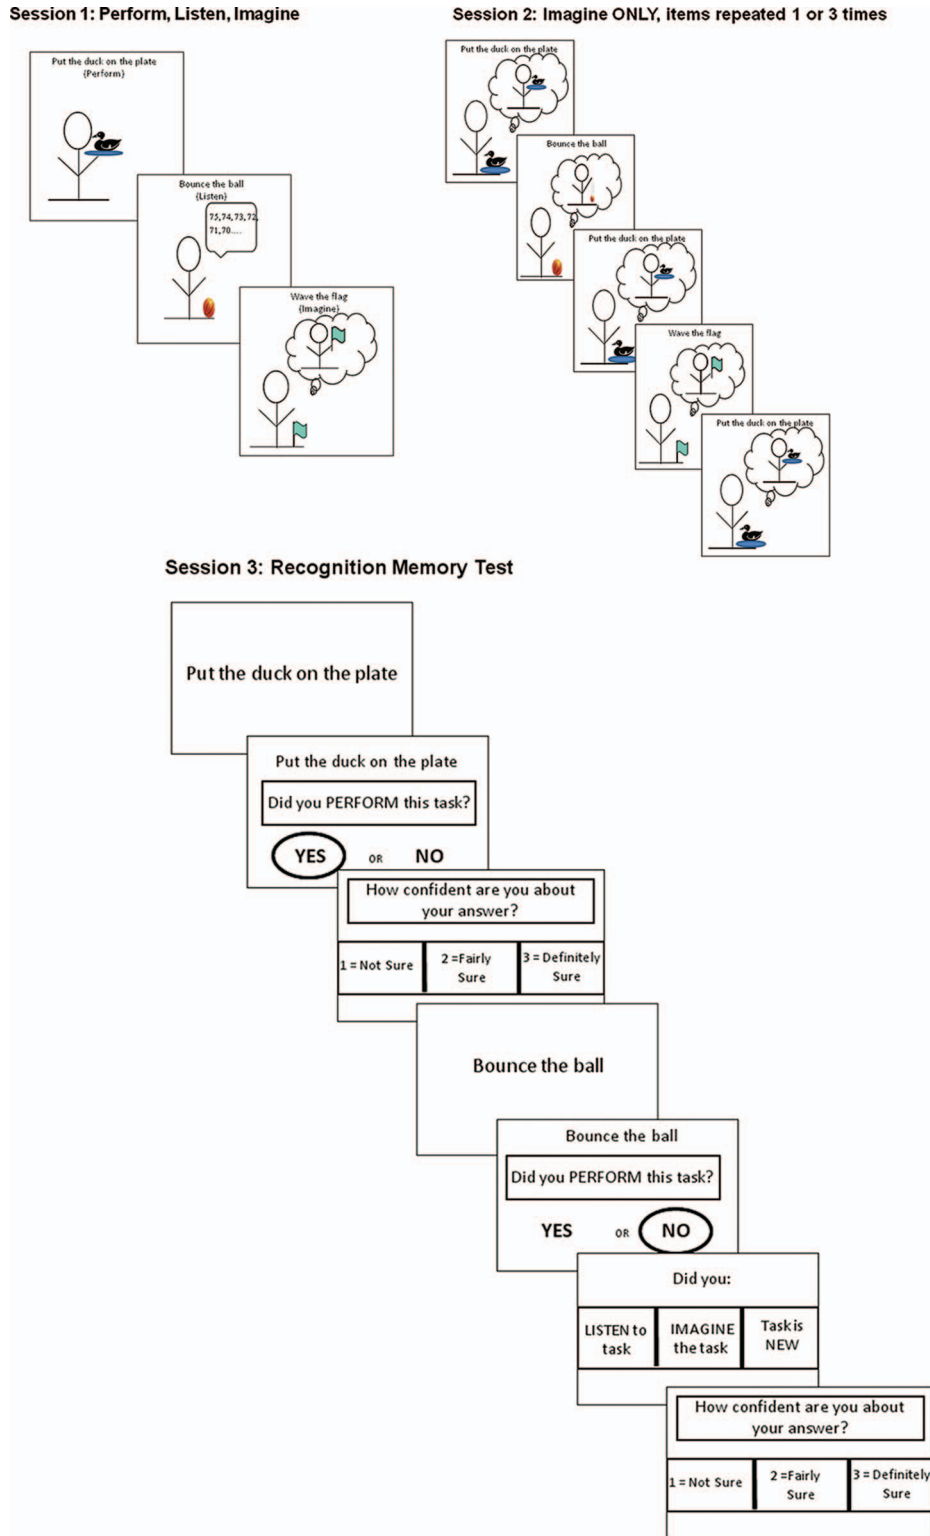 Session 1: Perform, Listen, Imagine
Put the duck on the plate
{Perform}
Bounce the ball
{Listen}
75,74,73,72,
71,70....
Wave the flag
{Imagine}
Session 2: Imagine ONLY, items repeated 1 or 3 times
Put the duck on the plate
Bounce the ball
Put the duck on the plate
Wave the flag
Put the duck on the plate
Session 3: Recognition Memory Test
Put the duck on the plate
Put the duck on the plate
Did you PERFORM this task?
YES OR NO
How confident are you about
your answer?
1 = Not Sure
2 =Fairly
Sure
3 = Definitely
Sure
Bounce the ball
Bounce the ball
Did you PERFORM this task?
YES OR NO
Did you:
LISTEN to
task
IMAGINE
the task
Task is
NEW
How confident are you about
your answer?
1 = Not Sure
2 =Fairly
Sure
3 = Definitely
Sure